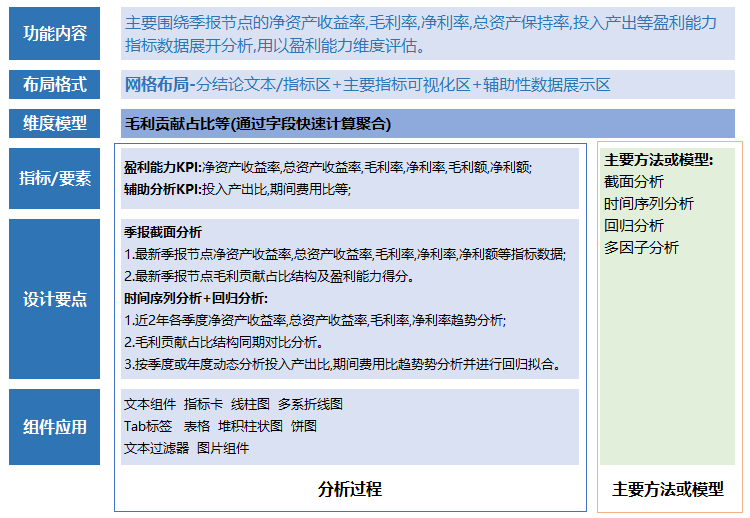 功能内容
主要围绕季报节点的净资产收益率,毛利率,净利率,总资产保持率,投入产出等盈利能力
指标数据展开分析,用以盈利能力维度评估。
布局格式
网格布局-分结论文本/指标区+主要指标可视化区+辅助性数据展示区
维度模型
毛利贡献占比等(通过字段快速计算聚合)
指标/要素
盈利能力KPI:净资产收益率,总资产收益率,毛利率,净利率,毛利额,净利额;
辅助分析KPI:投入产出比,期间费用比等;
设计要点
季报截面分析
1.最新季报节点净资产收益率,总资产收益率,毛利率,净利率,净利额等指标数据;
2.最新季报节点毛利贡献占比结构及盈利能力得分。
时间序列分析+回归分析:
1.近2年各季度净资产收益率,总资产收益率,毛利率,净利率趋势分析;
2.毛利贡献占比结构同期对比分析。
3.按季度或年度动态分析投入产出比,期间费用比趋势势分析并进行回归拟合。
组件应用
文本组件 指标卡 线柱图 多系折线图
Tab标签 表格 堆积柱状图 饼图
文本过滤器 图片组件
分析过程
主要方法或模型:
截面分析
时间序列分析
回归分析
多因子分析
主要方法或模型